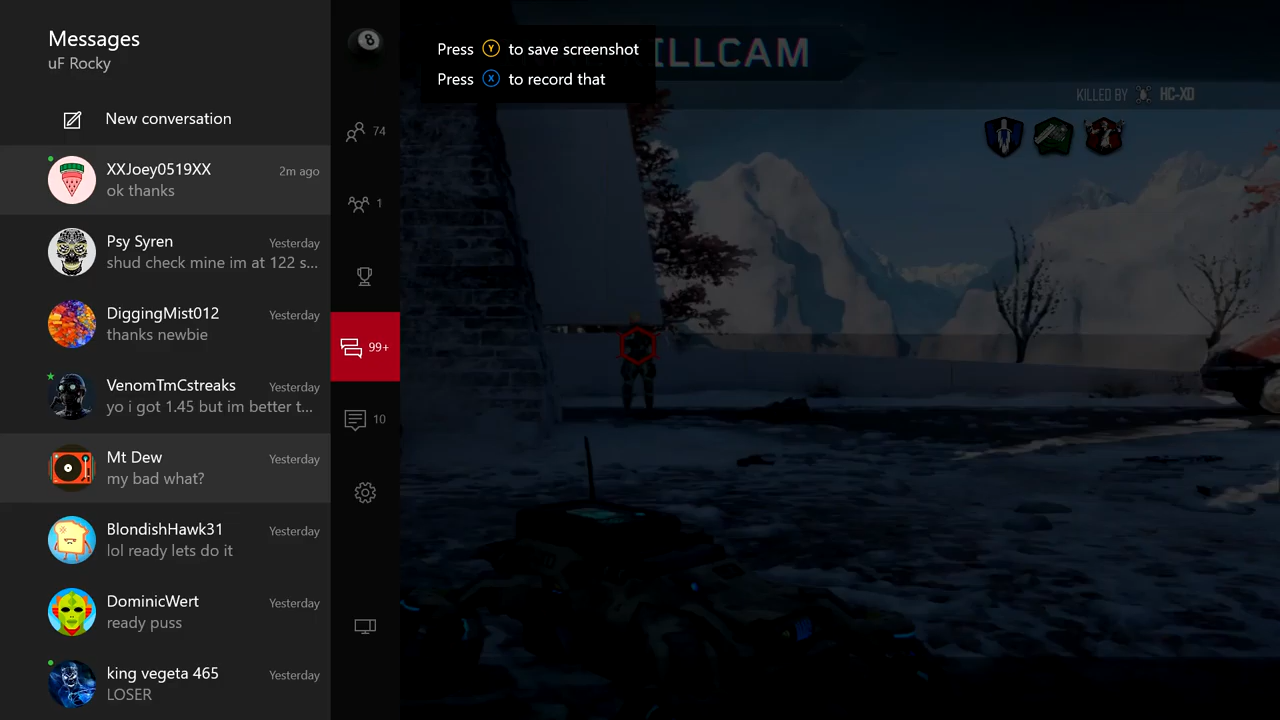 Messages
uF Rocky
New conversation
XXJoey0519XX
2m ago
ok thanks
Psy Syren
Yesterday
shud check mine im at 122 s...
DiggingMist012
Yesterday
thanks newbie
VenomTmCstreaks
Yesterday
yo i got 1.45 but im better t...
Mt Dew
Yesterday
my bad what?
BlondishHawk31
Yesterday
lol ready lets do it
DominicWert
Yesterday
ready puss
king vegeta 465
Yesterday
LOSER
8
74
1
99+
10
Press Y to save screenshot
Press X to record that
ILLCAM
KILLED BY HC-XD